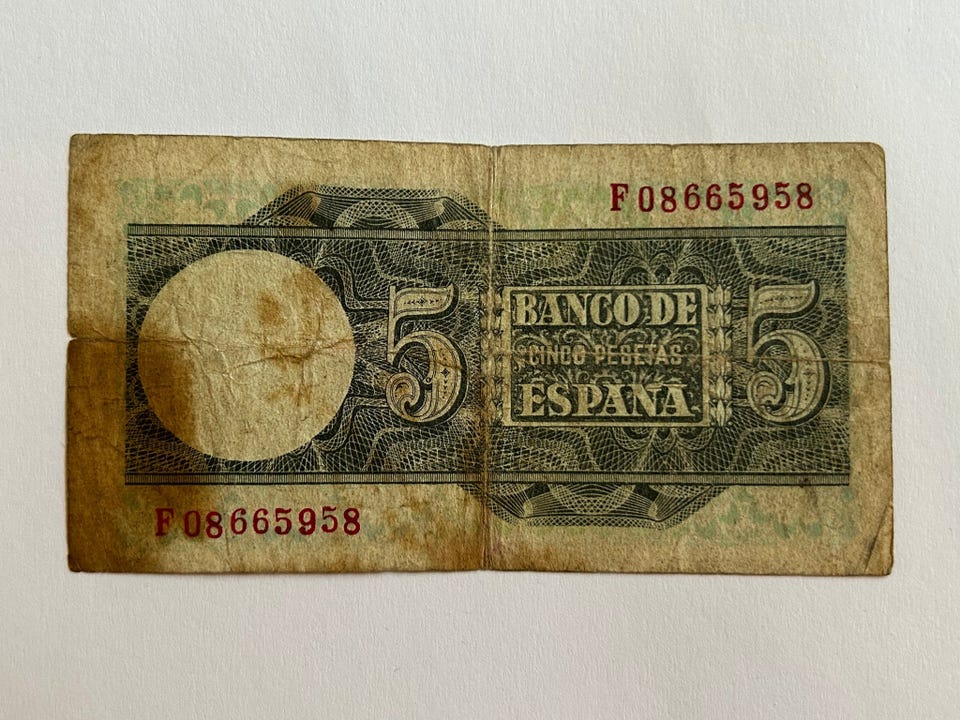 F08665958
5
BANCO DE
CINCO PESETAS
ESPAÑA
5
F08665958